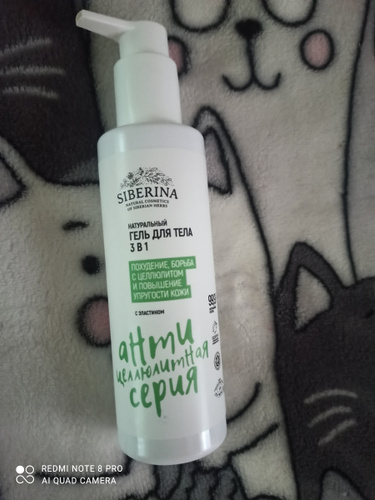 SIBERINA
NATURAL COSMETICS
OF SIBERIAN HERBS
НАТУРАЛЬНЫЙ
ГЕЛЬ ДЛЯ ТЕЛА
3 В 1
ПОХУДЕНИЕ, БОРЬБА
С ЦЕЛЛЮЛИТОМ
И ПОВЫШЕНИЕ
УПРУГОСТИ КОЖИ
С ЭЛАСТИНОМ
анти
целлюлитная
серия
REDMI NOTE 8 PRO
AI QUAD CAMERA